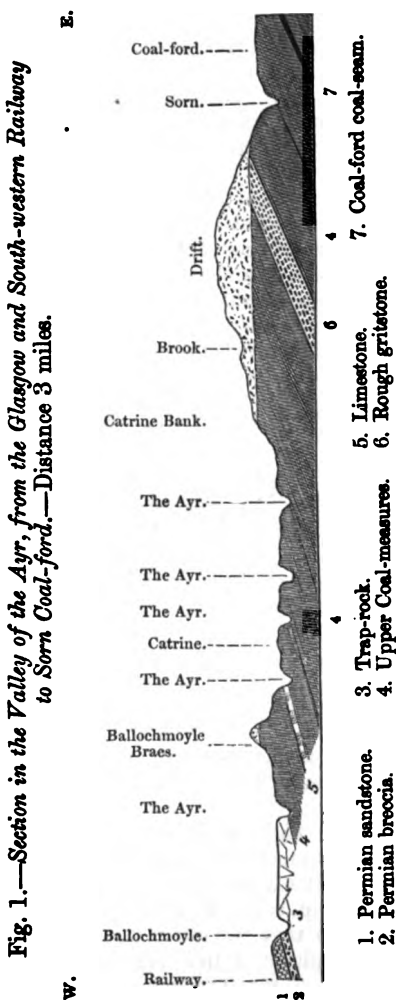 Fig. 1.—Section in the Valley of the Ayr, from the Glasgow and South-western Railway
to Sorn Coal-ford.—Distance 3 miles.
W.
E.
Railway.
Ballochmoyle.
The Ayr.
Ballochmoyle
Braes.
The Ayr.
Catrine.
The Ayr.
The Ayr.
The Ayr.
Catrine Bank.
Brook.
Drift.
Sorn.
Coal-ford.
1
2
3
4
5
4
6
4
7
1. Permian sandstone.
2. Permian breccia.
3. Trap-rock.
4. Upper Coal-measures.
5. Limestone.
6. Rough gritstone.
7. Coal-ford coal-seam.